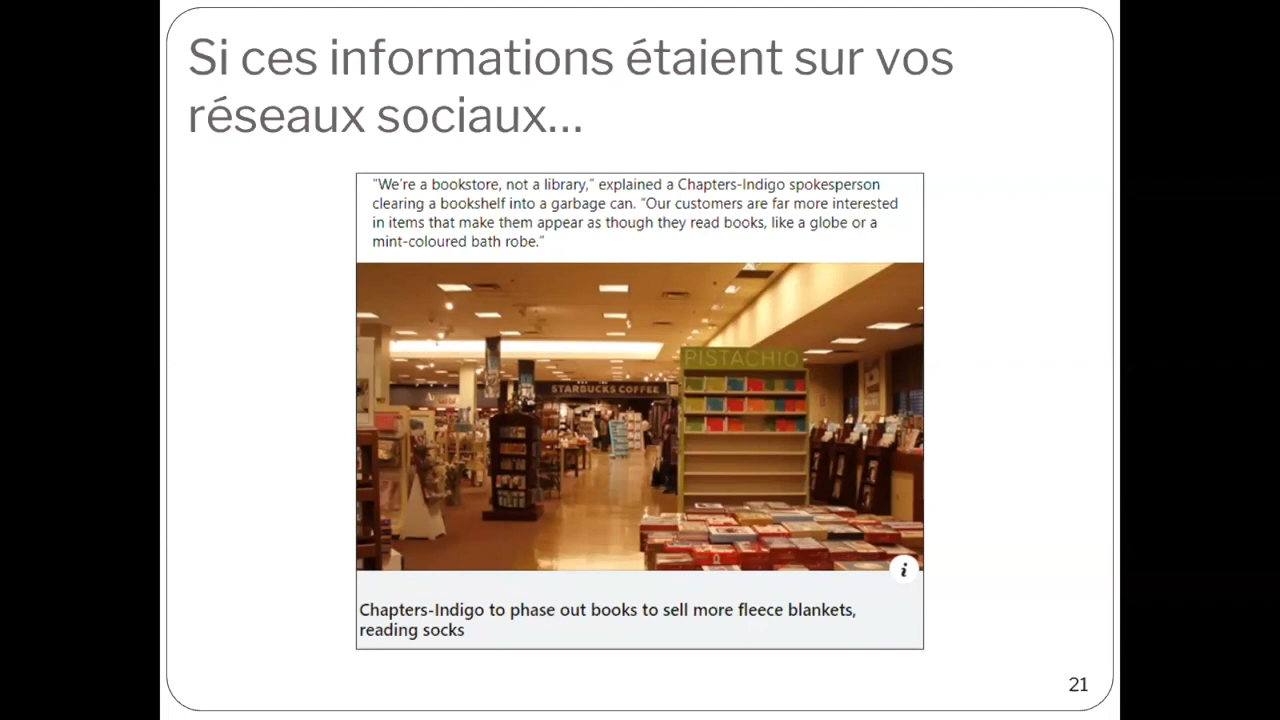 Si ces informations étaient sur vos
réseaux sociaux...
"We're a bookstore, not a library," explained a Chapters-Indigo spokesperson
clearing a bookshelf into a garbage can. "Our customers are far more interested
in items that make them appear as though they read books, like a globe or a
mint-coloured bath robe."
PISTACHIO
STARBUCKS COFFEE
i
Chapters-Indigo to phase out books to sell more fleece blankets,
reading socks
21